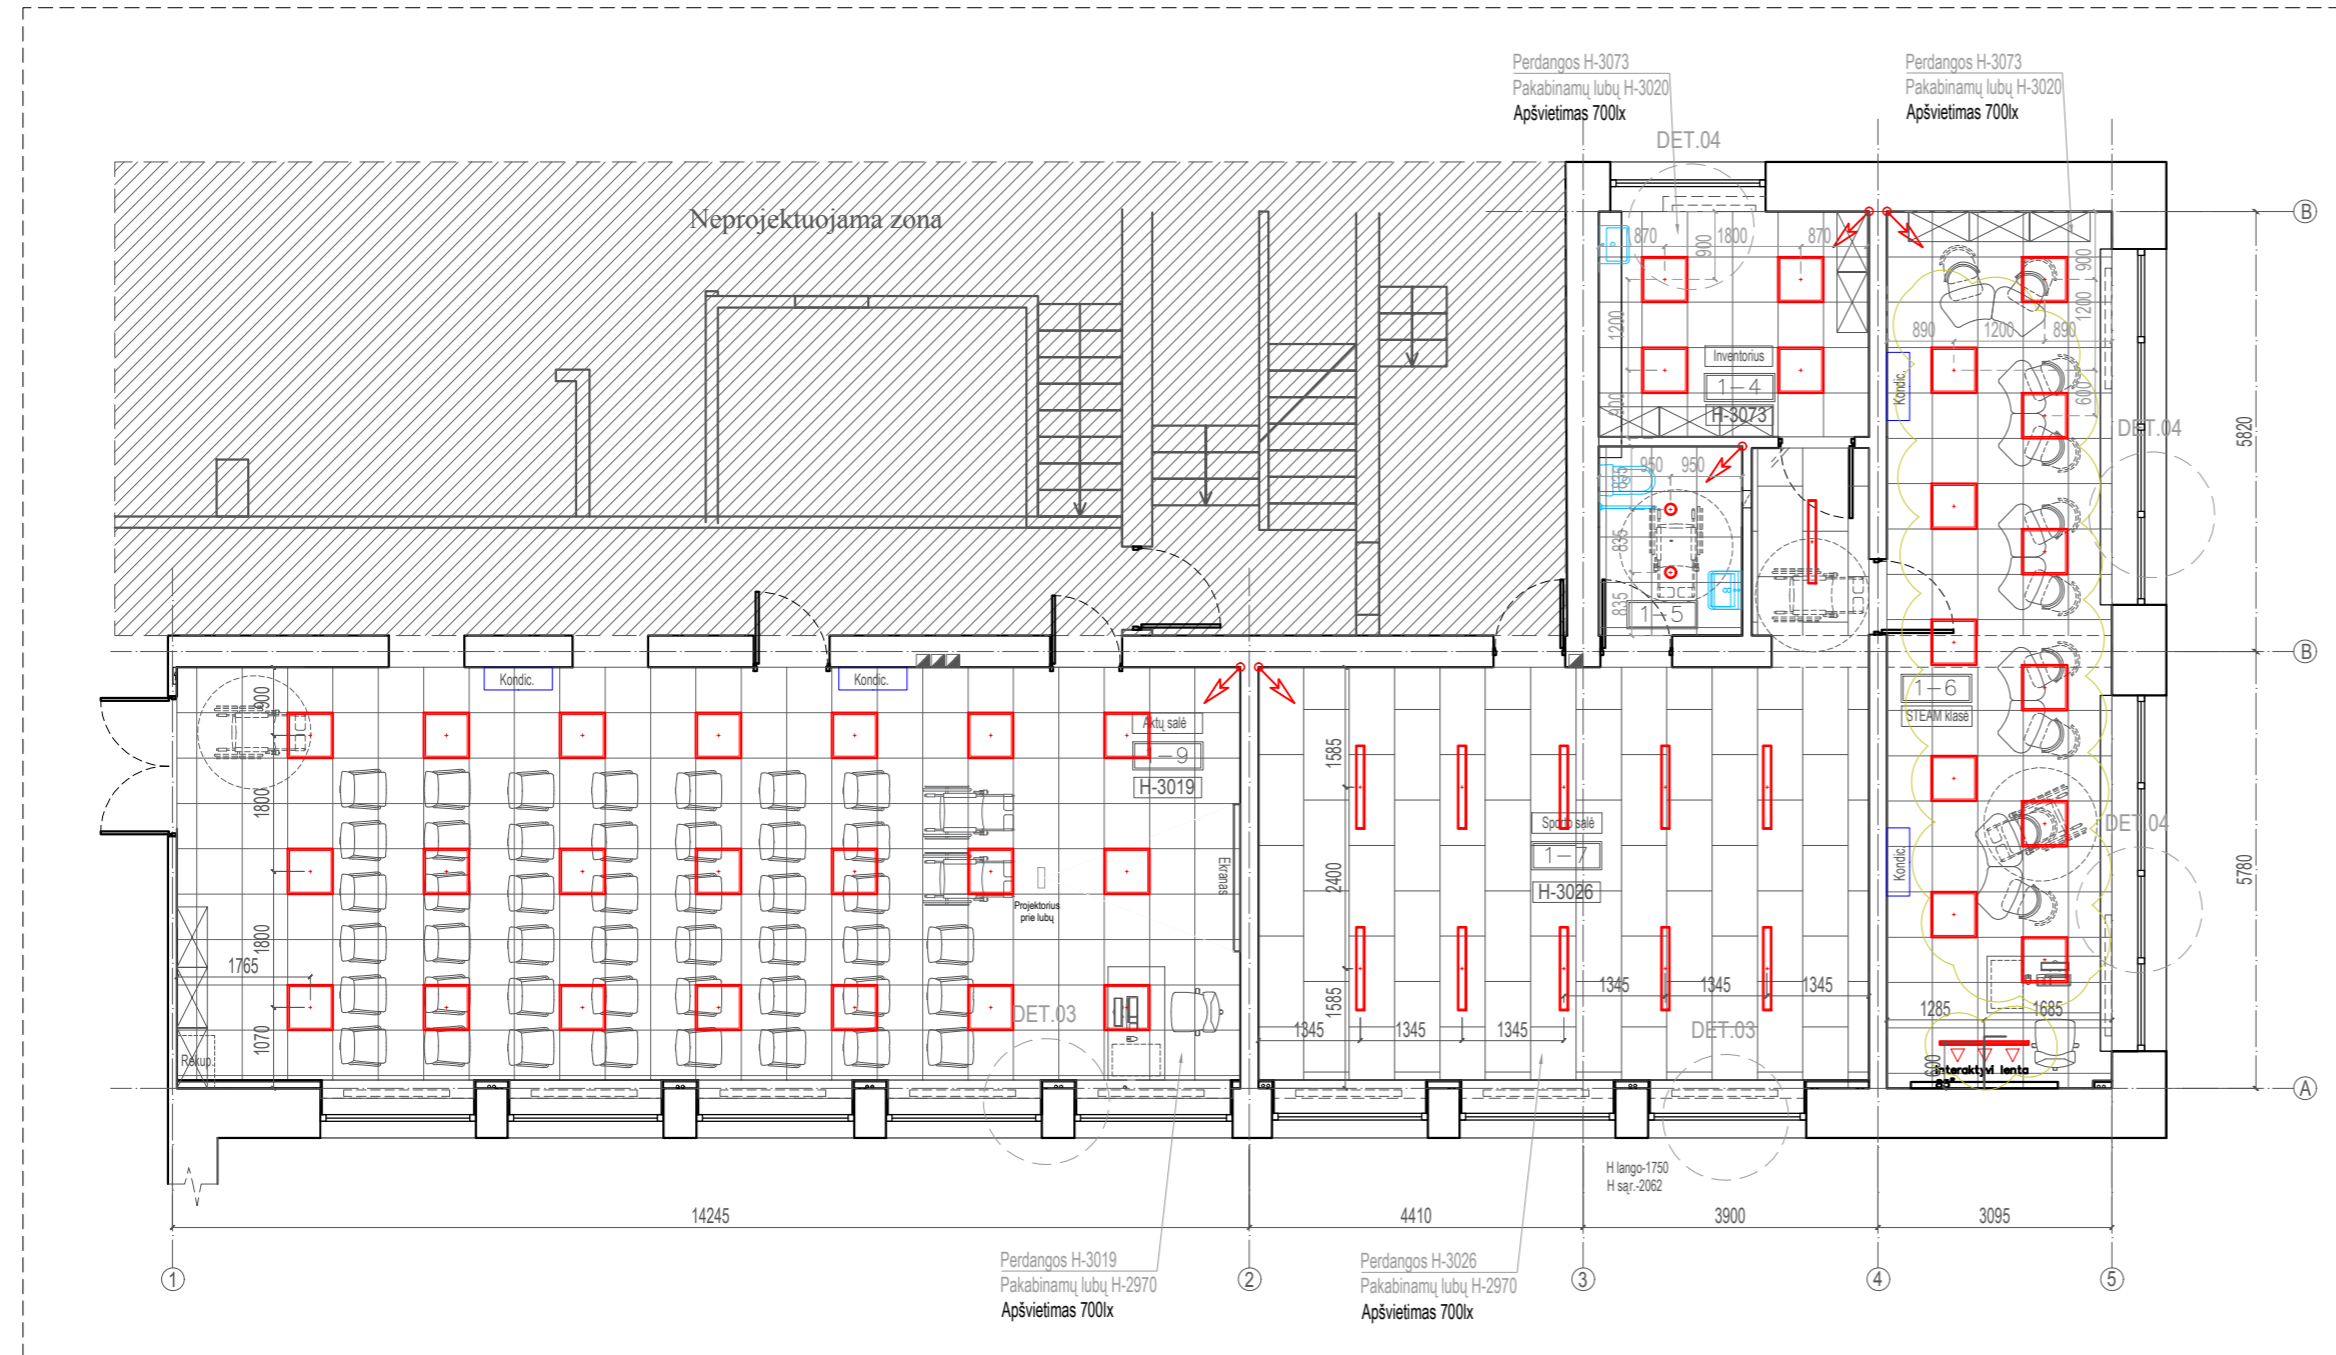 Perdangos H-3073
Pakabinamų lubų H-3020
Apšvietimas 700lx
Perdangos H-3073
Pakabinamų lubų H-3020
Apšvietimas 700lx
DET.04
Neprojektuojama zona
B
870
1800
870
900
900
1200
890
1200
890
600
1200
Inventorius
1-4
H-3073
Kondic.
DET.04
5820
950
950
835
835
1-5
B
Kondic.
Kondic.
900
Aktų salė
1-9
H-3019
1-6
STEAM klasė
1800
1585
Sporto salė
1-7
H-3026
2400
Ekranas
Projektorius
prie lubų
Kondic.
DET.04
5780
1800
1765
1070
Rekup.
DET.03
1585
1345
1345
1345
1345
1345
1345
DET.03
1285
1685
600
Interaktyvi lenta
85"
A
H lango-1750
H sąr.-2062
14245
4410
3900
3095
1
2
3
4
5
Perdangos H-3019
Pakabinamų lubų H-2970
Apšvietimas 700lx
Perdangos H-3026
Pakabinamų lubų H-2970
Apšvietimas 700lx